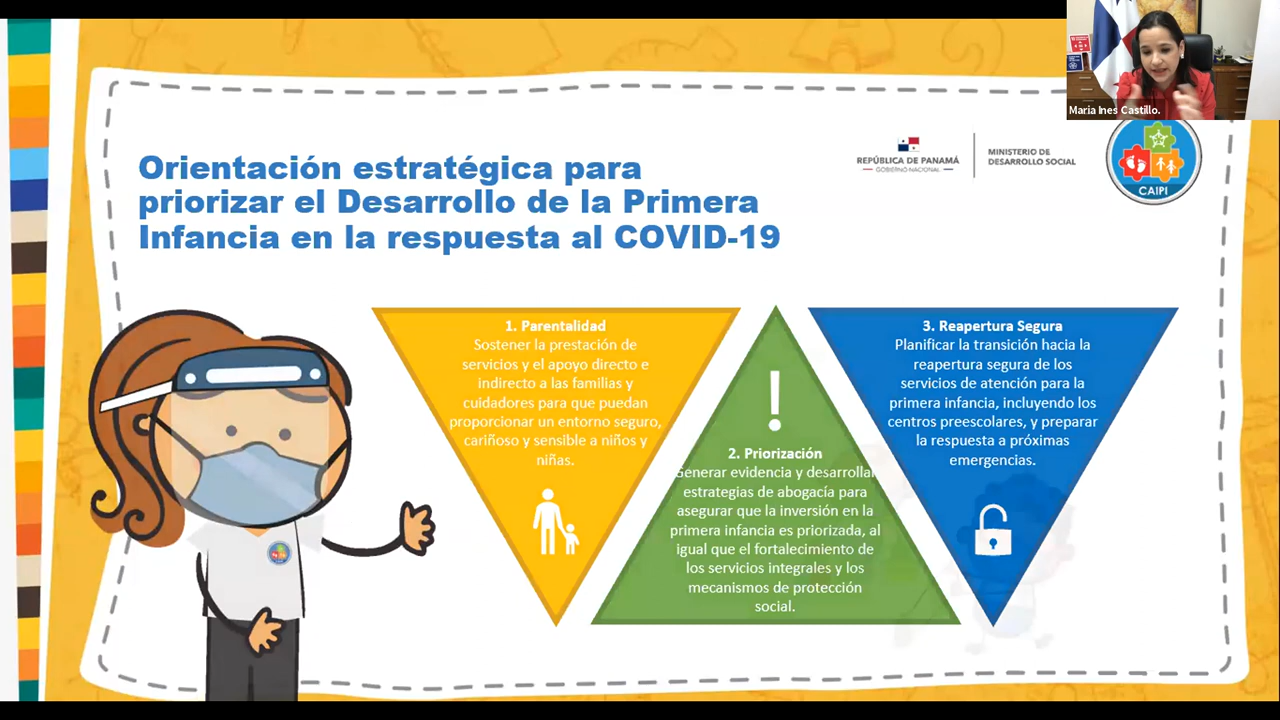 Maria Ines Castillo.
REPÚBLICA DE PANAMÁ
— GOBIERNO NACIONAL —
MINISTERIO DE
DESARROLLO SOCIAL
CAIPI
Orientación estratégica para
priorizar el Desarrollo de la Primera
Infancia en la respuesta al COVID-19
1. Parentalidad
Sostener la prestación de
servicios y el apoyo directo e
indirecto a las familias y
cuidadores para que puedan
proporcionar un entorno seguro,
cariñoso y sensible a niños y
niñas.
!
2. Priorización
Generar evidencia y desarrollar
estrategias de abogacía para
asegurar que la inversión en la
primera infancia es priorizada, al
igual que el fortalecimiento de
los servicios integrales y los
mecanismos de protección
social.
3. Reapertura Segura
Planificar la transición hacia la
reapertura segura de los
servicios de atención para la
primera infancia, incluyendo los
centros preescolares, y preparar
la respuesta a próximas
emergencias.